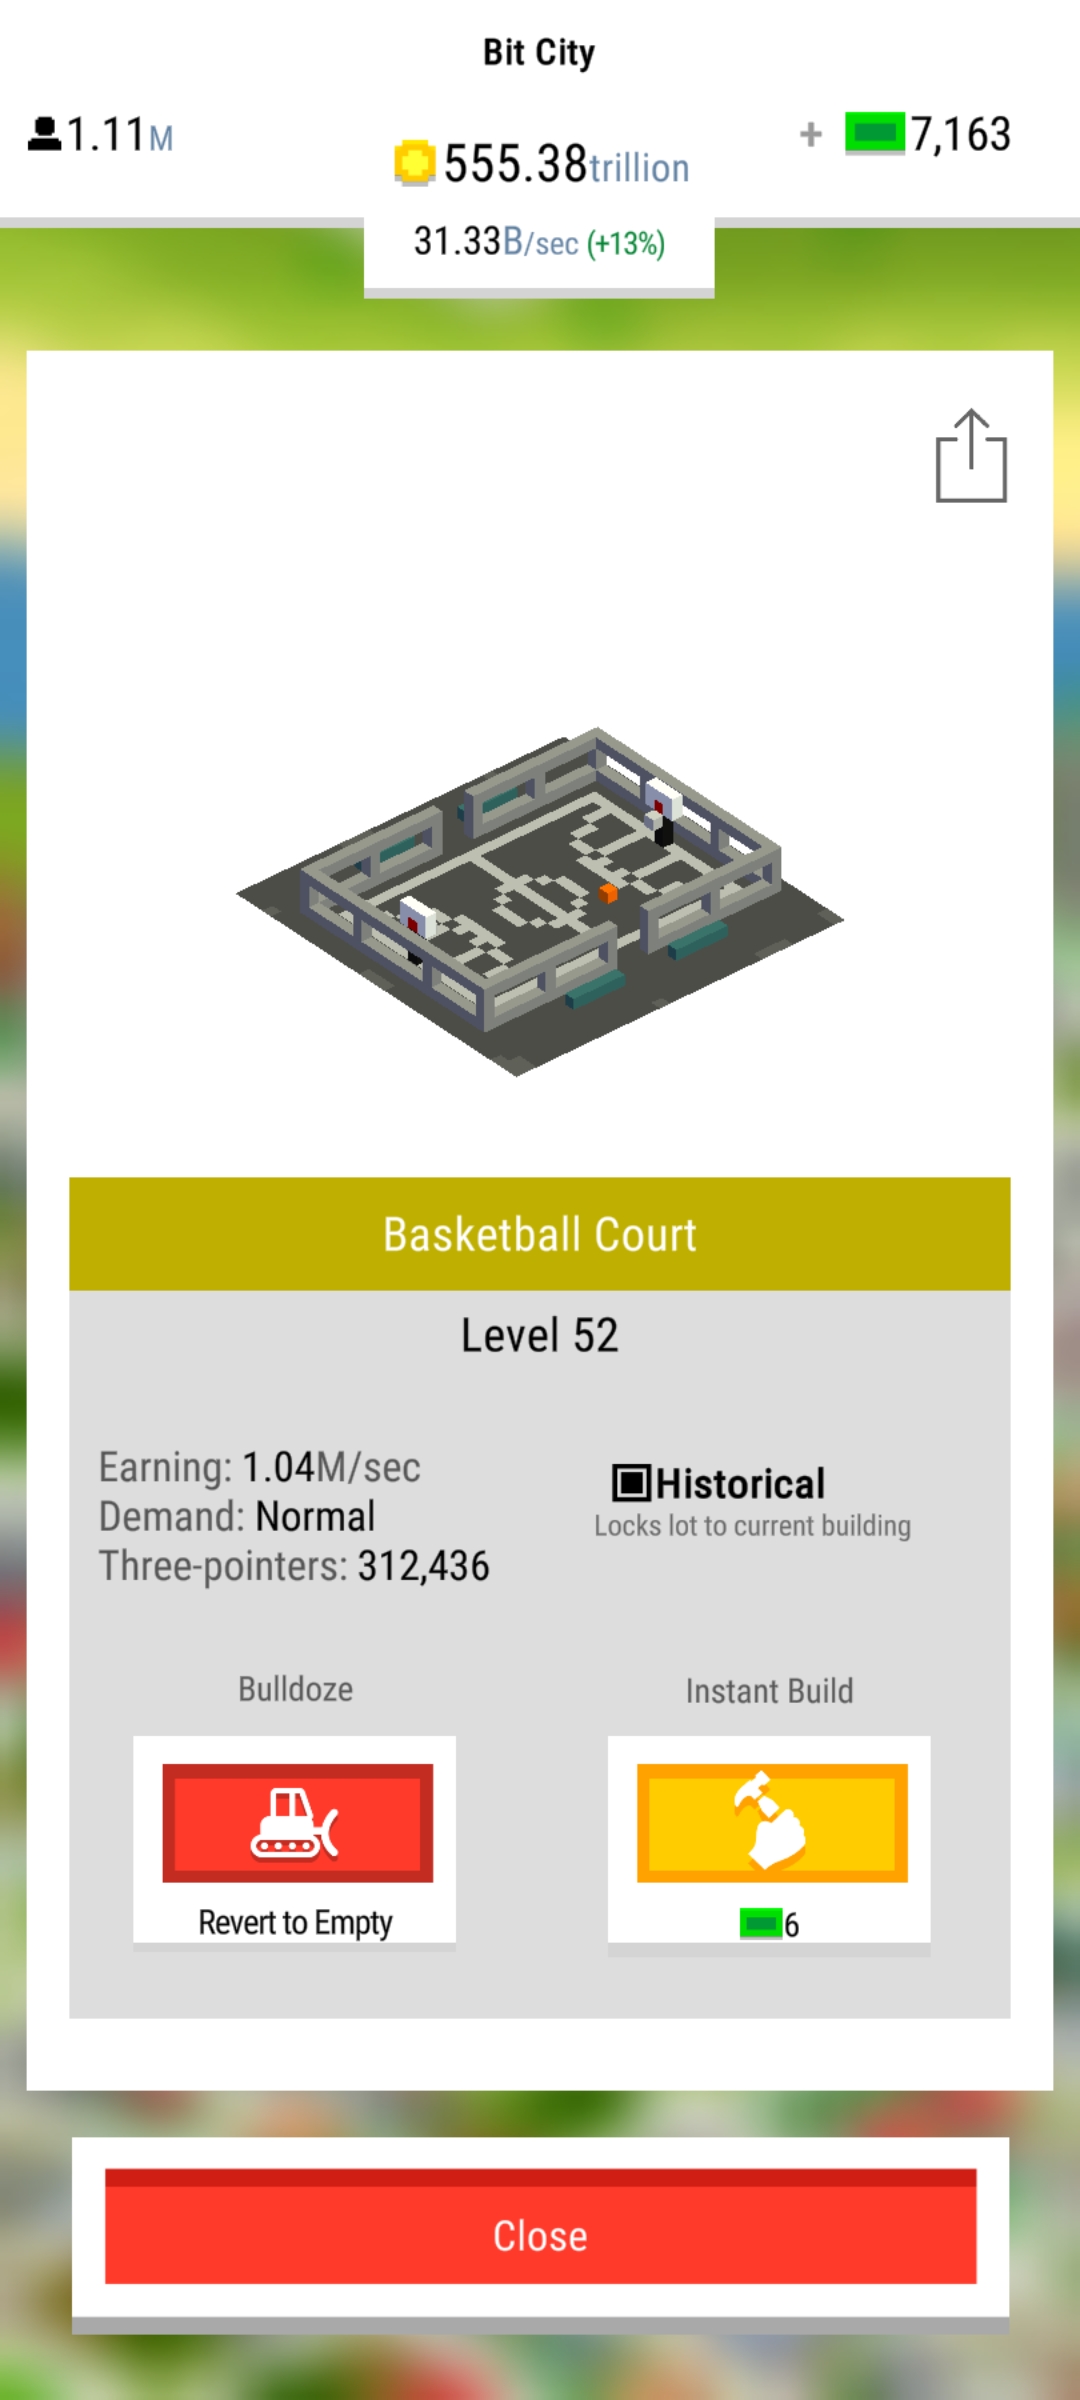 Bit City
1.11M
555.38trillion
+ 7,163
31.33B/sec (+13%)
Basketball Court
Level 52
Earning: 1.04M/sec
Demand: Normal
Three-pointers: 312,436
Historical
Locks lot to current building
Bulldoze
Instant Build
Revert to Empty
6
Close